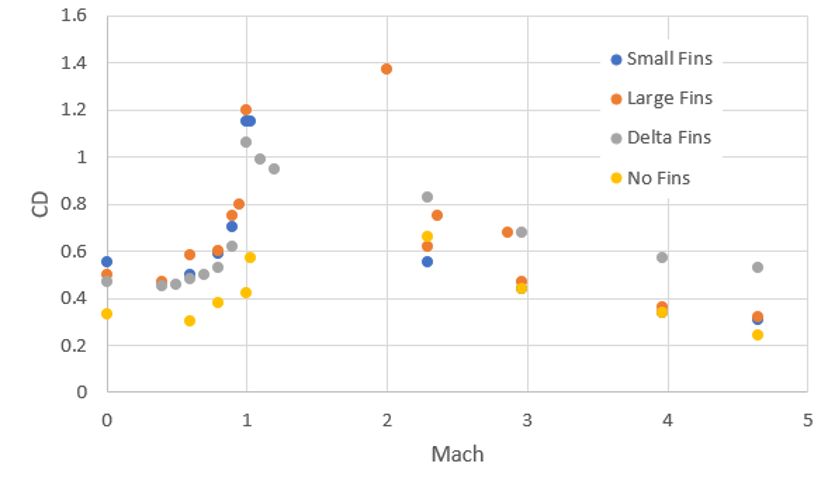 1.6
1.4
1.2
1
0.8
0.6
0.4
0.2
0
CD
Small Fins
Large Fins
Delta Fins
No Fins
0 1 2 3 4 5
Mach